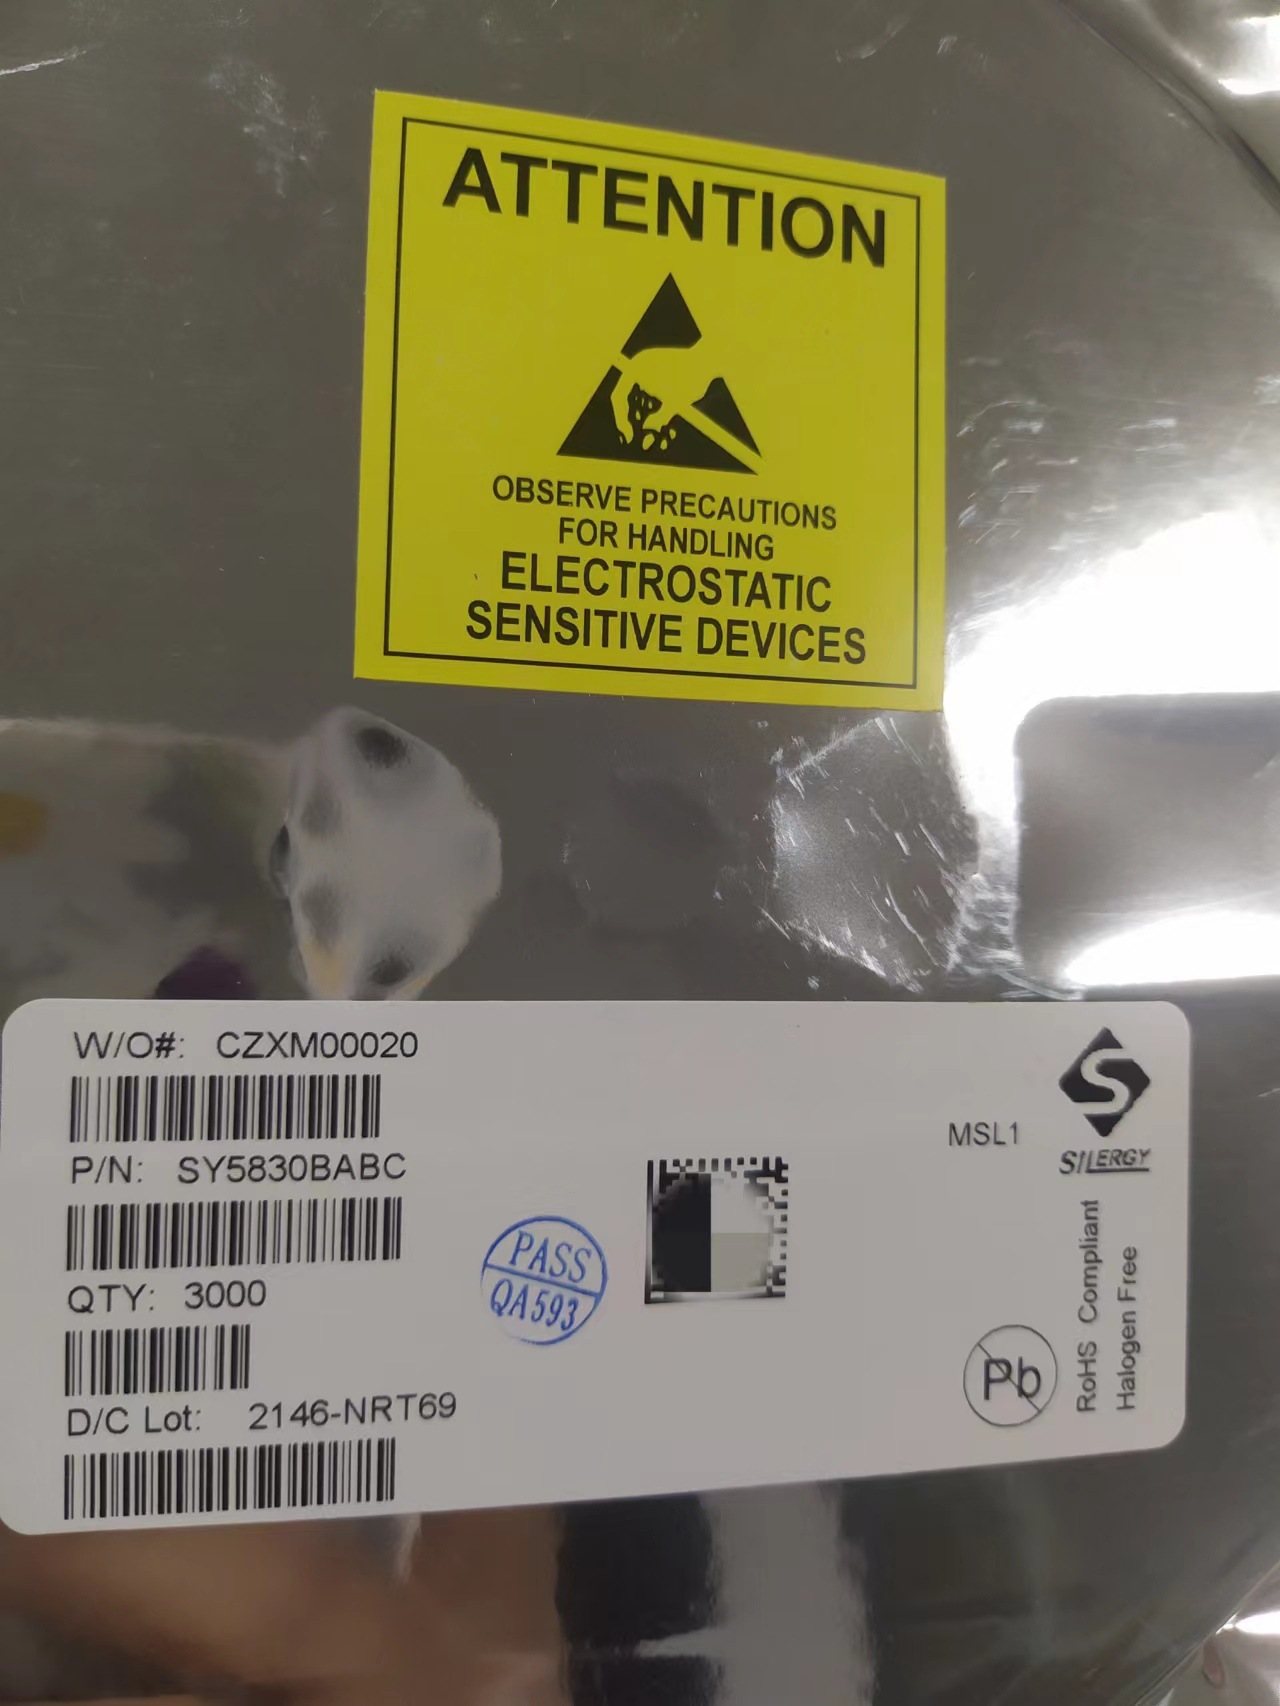 ATTENTION
OBSERVE PRECAUTIONS
FOR HANDLING
ELECTROSTATIC
SENSITIVE DEVICES
W/O#: CZXM00020
P/N: SY5830BABC
QTY: 3000
D/C Lot: 2146-NRT69
PASS
QA593
MSL1
SILERGY
Pb
RoHS Compliant
Halogen Free